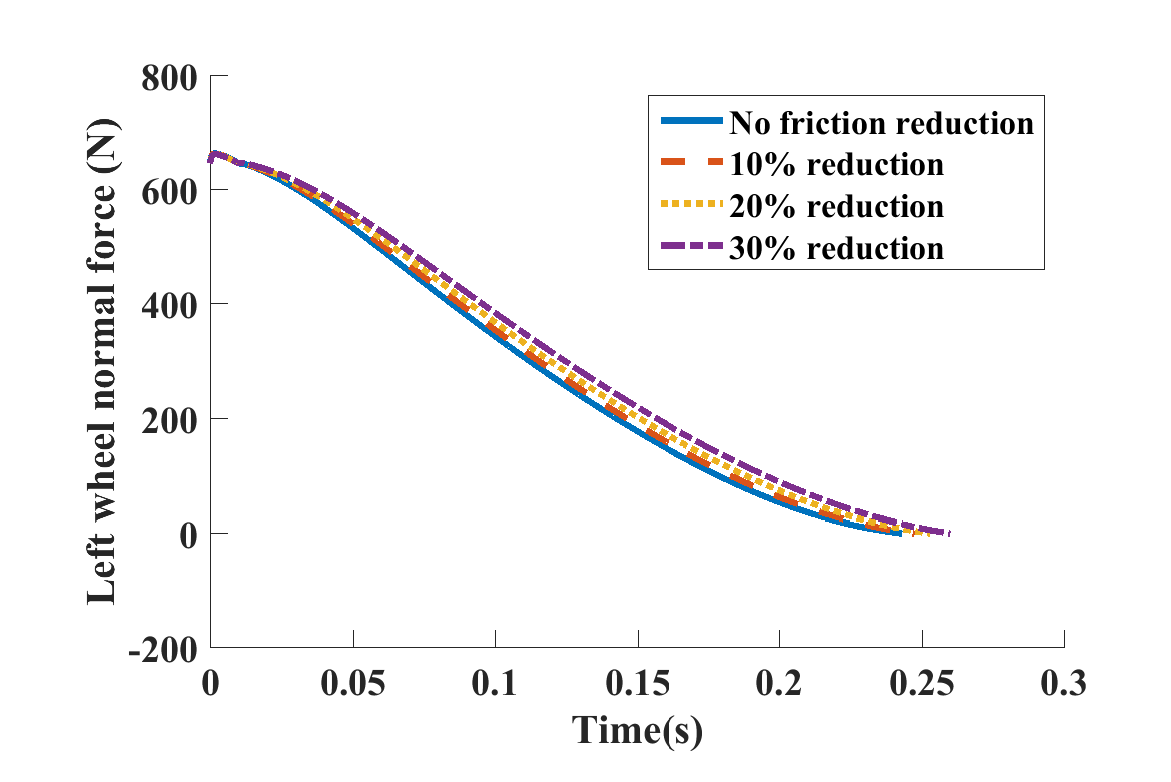 800
600
400
200
0
-200
0
0.05
0.1
0.15
0.2
0.25
0.3
Left wheel normal force (N)
Time(s)
No friction reduction
10% reduction
20% reduction
30% reduction